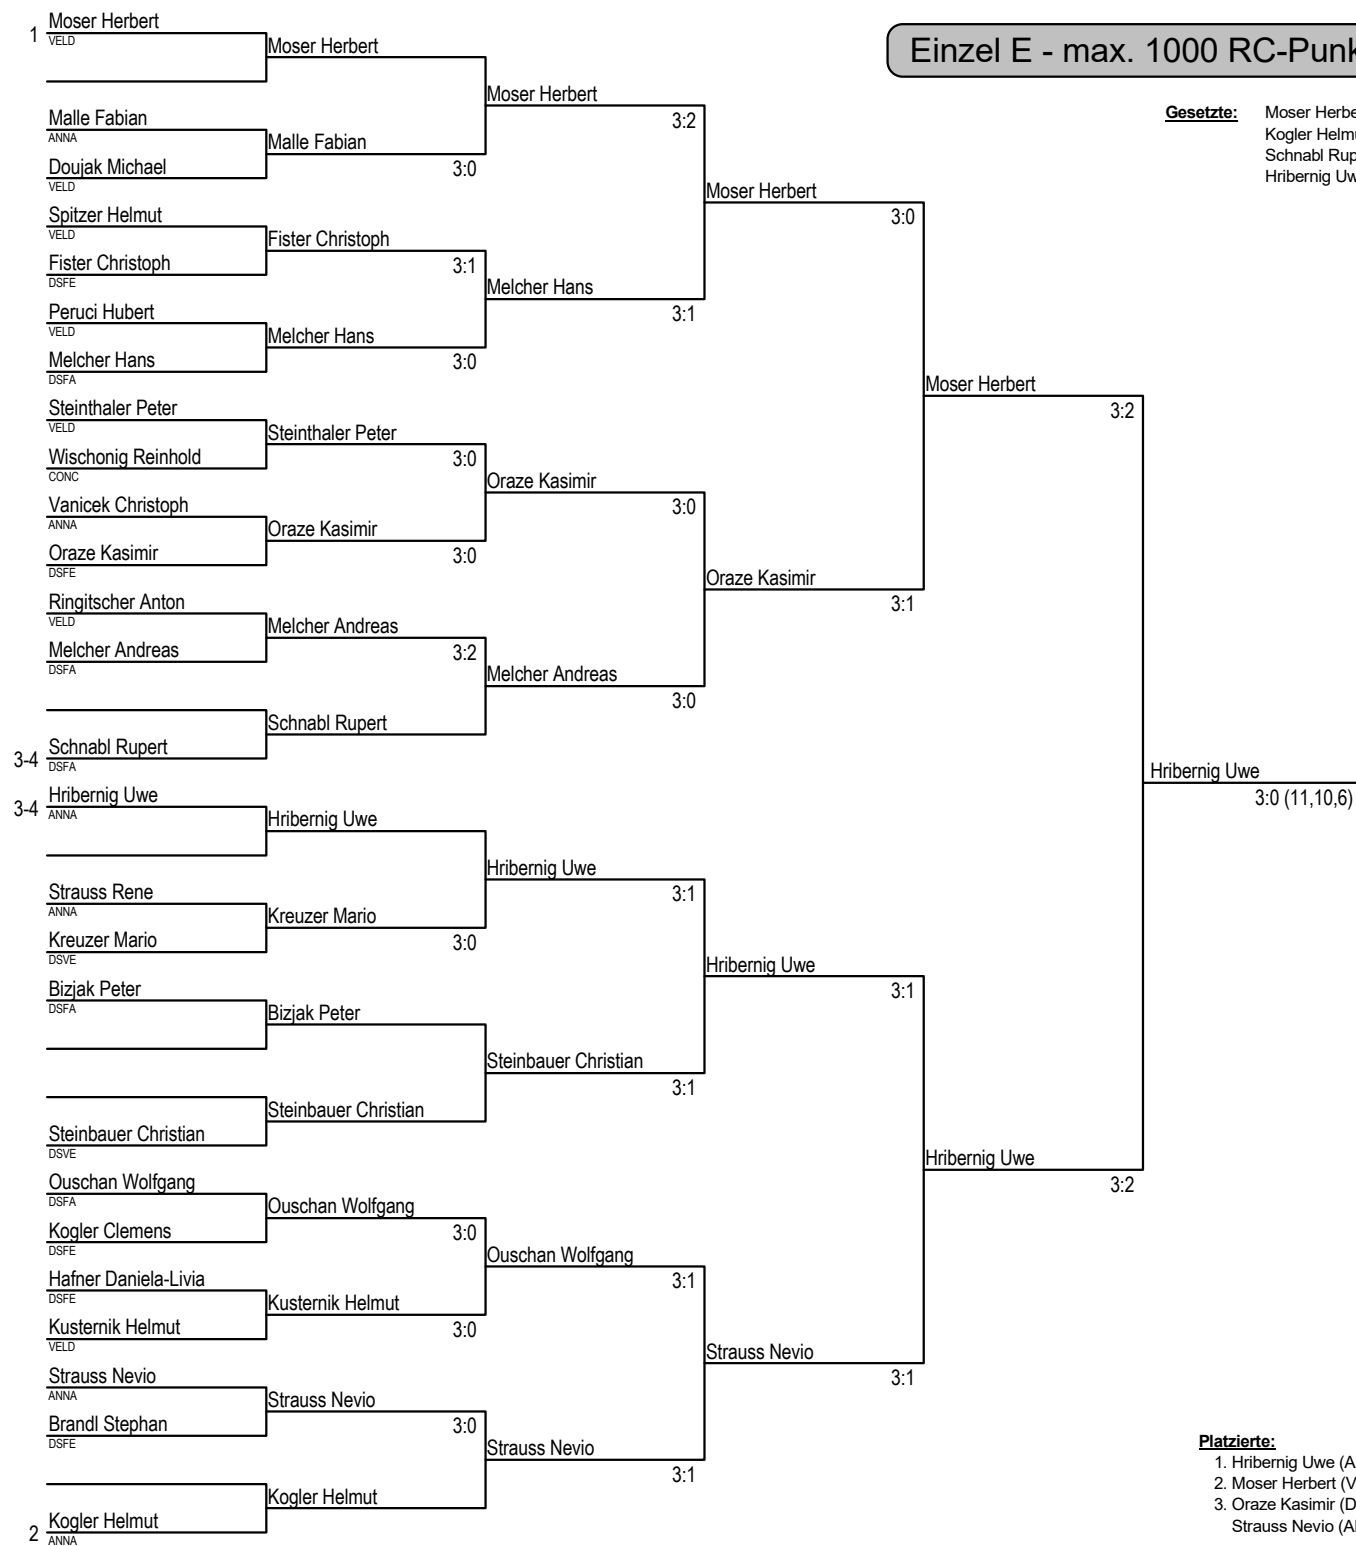 Einzel E - max. 1000 RC-Punk
Gesetzte:
Moser Herbe
Kogler Helmu
Schnabl Rup
Hribernig Uw
1
Moser Herbert
VELD
Malle Fabian
ANNA
Doujak Michael
VELD
Spitzer Helmut
VELD
Fister Christoph
DSFE
Peruci Hubert
VELD
Melcher Hans
DSFA
Steinthaler Peter
VELD
Wischonig Reinhold
CONC
Vanicek Christoph
ANNA
Oraze Kasimir
DSFE
Ringitscher Anton
VELD
Melcher Andreas
DSFA
3-4
Schnabl Rupert
DSFA
3-4
Hribernig Uwe
ANNA
Strauss Rene
ANNA
Kreuzer Mario
DSVE
Bizjak Peter
DSFA
Steinbauer Christian
DSVE
Ouschan Wolfgang
DSFA
Kogler Clemens
DSFE
Hafner Daniela-Livia
DSFE
Kusternik Helmut
VELD
Strauss Nevio
ANNA
Brandl Stephan
DSFE
2
Kogler Helmut
ANNA
Moser Herbert
Malle Fabian
3:0
Fister Christoph
3:1
Melcher Hans
3:0
Steinthaler Peter
3:0
Oraze Kasimir
3:0
Melcher Andreas
3:2
Schnabl Rupert
Hribernig Uwe
Kreuzer Mario
3:0
Bizjak Peter
Steinbauer Christian
Ouschan Wolfgang
3:0
Kusternik Helmut
3:0
Strauss Nevio
3:0
Kogler Helmut
Moser Herbert
3:2
Melcher Hans
3:1
Oraze Kasimir
3:0
Melcher Andreas
3:0
Hribernig Uwe
3:1
Steinbauer Christian
3:1
Ouschan Wolfgang
3:1
Strauss Nevio
3:1
Moser Herbert
3:0
Oraze Kasimir
3:1
Hribernig Uwe
3:1
Strauss Nevio
3:1
Moser Herbert
3:2
Hribernig Uwe
3:2
Hribernig Uwe
3:0 (11,10,6)
Platzierte:
1. Hribernig Uwe (A
2. Moser Herbert (V
3. Oraze Kasimir (D
Strauss Nevio (A